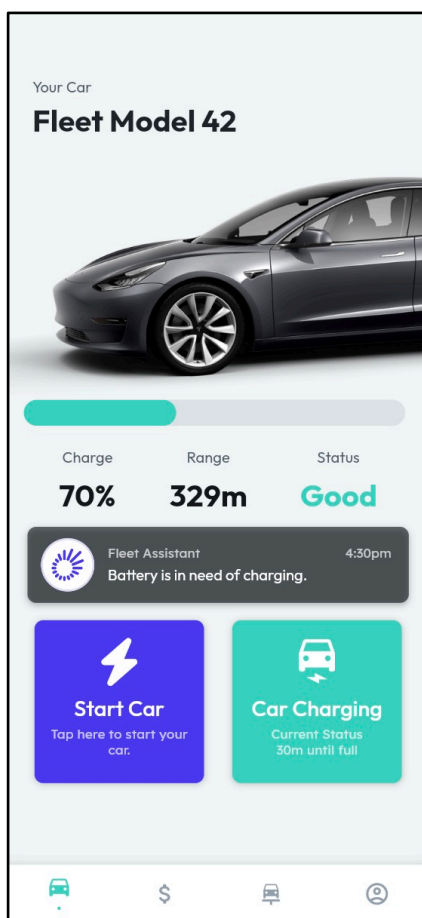 Your Car
Fleet Model 42
Charge
Range
Status
70%
329m
Good
Fleet Assistant
4:30pm
Battery is in need of charging.
Start Car
Tap here to start your
car.
Car Charging
Current Status
30m until full
$